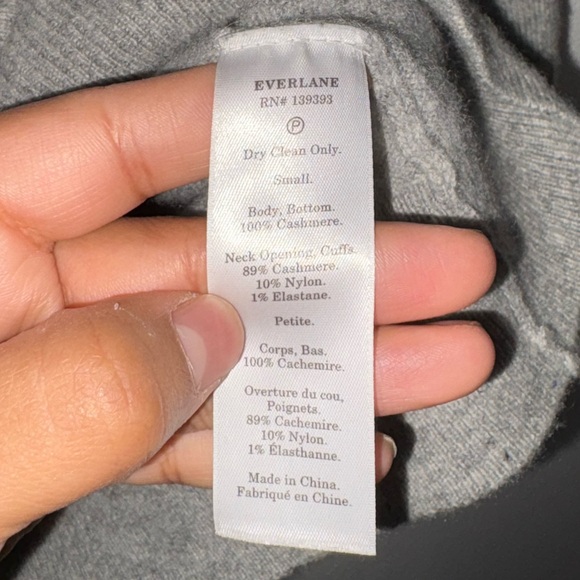 EVERLANE
RN# 139393
P
Dry Clean Only.
Small.
Body, Bottom.
100% Cashmere.
Neck Opening, Cuffs.
89% Cashmere.
10% Nylon.
1% Elastane.
Petite.
Corps, Bas.
100% Cachemire.
Overture du cou,
Poignets.
89% Cachemire.
10% Nylon.
1% Élasthanne.
Made in China.
Fabriqué en Chine.